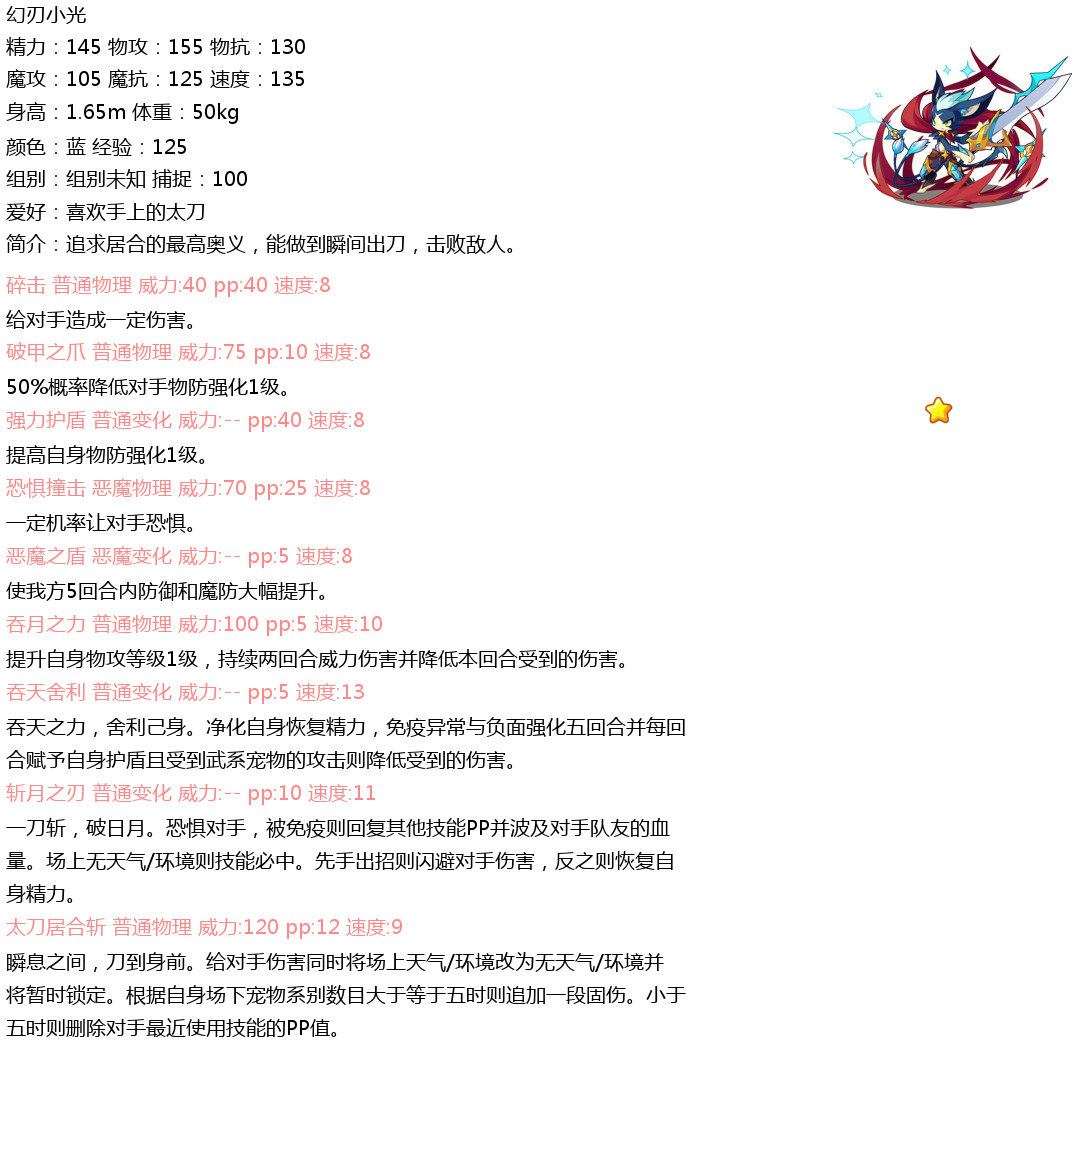 幻刃小光
精力：145 物攻：155 物抗：130
魔攻：105 魔抗：125 速度：135
身高：1.65m 体重：50kg
颜色：蓝 经验：125
组别：组别未知 捕捉：100
爱好：喜欢手上的太刀
简介：追求居合的最高奥义，能做到瞬间出刀，击败敌人。
碎击 普通物理 威力:40 pp:40 速度:8
给对手造成一定伤害。
破甲之爪 普通物理 威力:75 pp:10 速度:8
50%概率降低对手物防强化1级。
强力护盾 普通变化 威力:-- pp:40 速度:8
提高自身物防强化1级。
恐惧撞击 恶魔物理 威力:70 pp:25 速度:8
一定机率让对手恐惧。
恶魔之盾 恶魔变化 威力:-- pp:5 速度:8
使我方5回合内防御和魔防大幅提升。
吞月之力 普通物理 威力:100 pp:5 速度:10
提升自身物攻等级1级，持续两回合威力伤害并降低本回合受到的伤害。
吞天舍利 普通变化 威力:-- pp:5 速度:13
吞天之力，舍利己身。净化自身恢复精力，免疫异常与负面强化五回合并每回
合赋予自身护盾且受到武系宠物的攻击则降低受到的伤害。
斩月之刃 普通变化 威力:-- pp:10 速度:11
一刀斩，破日月。恐惧对手，被免疫则回复其他技能PP并波及对手队友的血
量。场上无天气/环境则技能必中。先手出招则闪避对手伤害，反之则恢复自
身精力。
太刀居合斩 普通物理 威力:120 pp:12 速度:9
瞬息之间，刀到身前。给对手伤害同时将场上天气/环境改为无天气/环境并
将暂时锁定。根据自身场下宠物系别数目大于等于五时则追加一段固伤。小于
五时则删除对手最近使用技能的PP值。